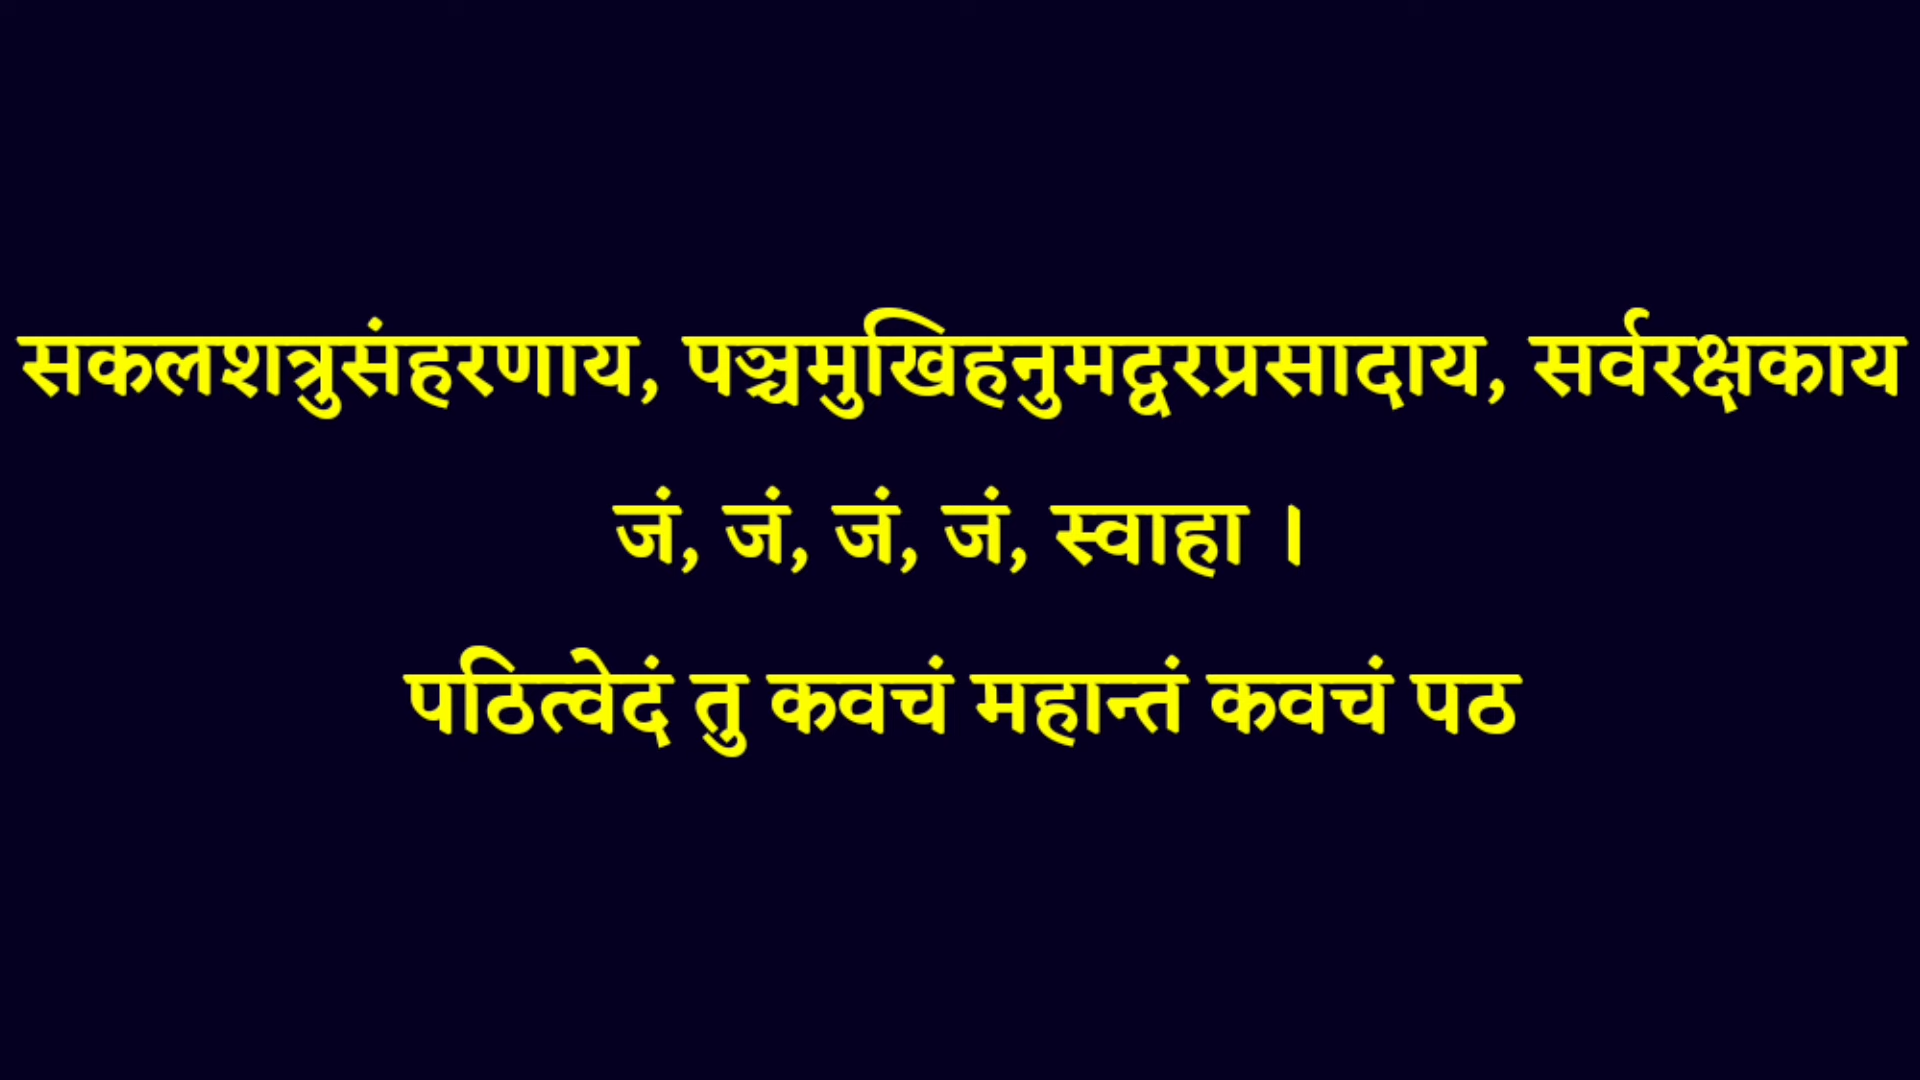 सकलशत्रुसंहरणाय, पञ्चमुखिहनुमद्वरप्रसादाय, सर्वरक्षकाय
जं, जं, जं, जं, स्वाहा ।
पठित्वेदं तु कवचं महान्तं कवचं पठ